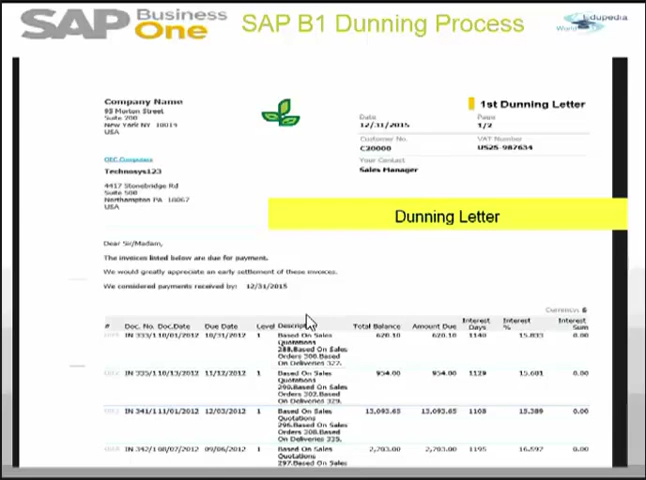 SAP Business One
SAP B1 Dunning Process
Edupedia
World
Company Name
95 Morton Street
Suite 200
New York NY 10014
USA
1st Dunning Letter
Date
Page
12/31/2015
1/2
Customer No.
VAT Number
C20000
US25-987634
Your Contact
Sales Manager
OEC Computers
Technosys123
4417 Stonebridge Rd
Suite 500
Northampton PA 18067
USA
Dunning Letter
Dear Sir/Madam,
The invoices listed below are due for payment.
We would greatly appreciate an early settlement of these invoices.
We considered payments received by: 12/31/2015
Currency: $
# Doc. No. Doc.Date Due Date Level Description Total Balance Amount Due Interest Days Interest % Interest Sum
IN 333/1 10/01/2012 10/31/2012 1 Based On Sales 620.10 620.10 1140 15.833 0.00
Quotations
288.Based On Sales
Orders 300.Based
On Deliveries 327.
IN 335/1 10/13/2012 11/12/2012 1 Based On Sales 954.00 954.00 1129 15.681 0.00
Quotations
290.Based On Sales
Orders 302.Based
On Deliveries 329.
IN 341/1 11/01/2012 12/03/2012 1 Based On Sales 13,093.65 13,093.65 1108 15.389 0.00
Quotations
296.Based On Sales
Orders 308.Based
On Deliveries 335.
IN 342/1 08/07/2012 09/06/2012 1 Based On Sales 2,703.00 2,703.00 1195 16.597 0.00
Quotations
297.Based On Sales